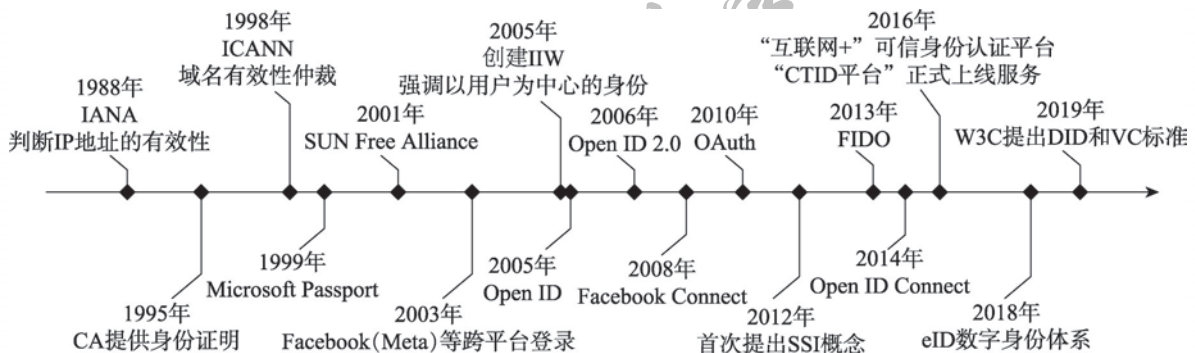 1988年
IANA
判断IP地址的有效性
1995年
CA提供身份证明
1998年
ICANN
域名有效性仲裁
1999年
Microsoft Passport
2001年
SUN Free Alliance
2003年
Facebook(Meta)等跨平台登录
2005年
创建IIW
强调以用户为中心的身份
2005年
Open ID
2006年
Open ID 2.0
2008年
Facebook Connect
2010年
OAuth
2012年
首次提出SSI概念
2013年
FIDO
2014年
Open ID Connect
2016年
“互联网+”可信身份认证平台
“CTID平台”正式上线服务
2018年
eID数字身份体系
2019年
W3C提出DID和VC标准